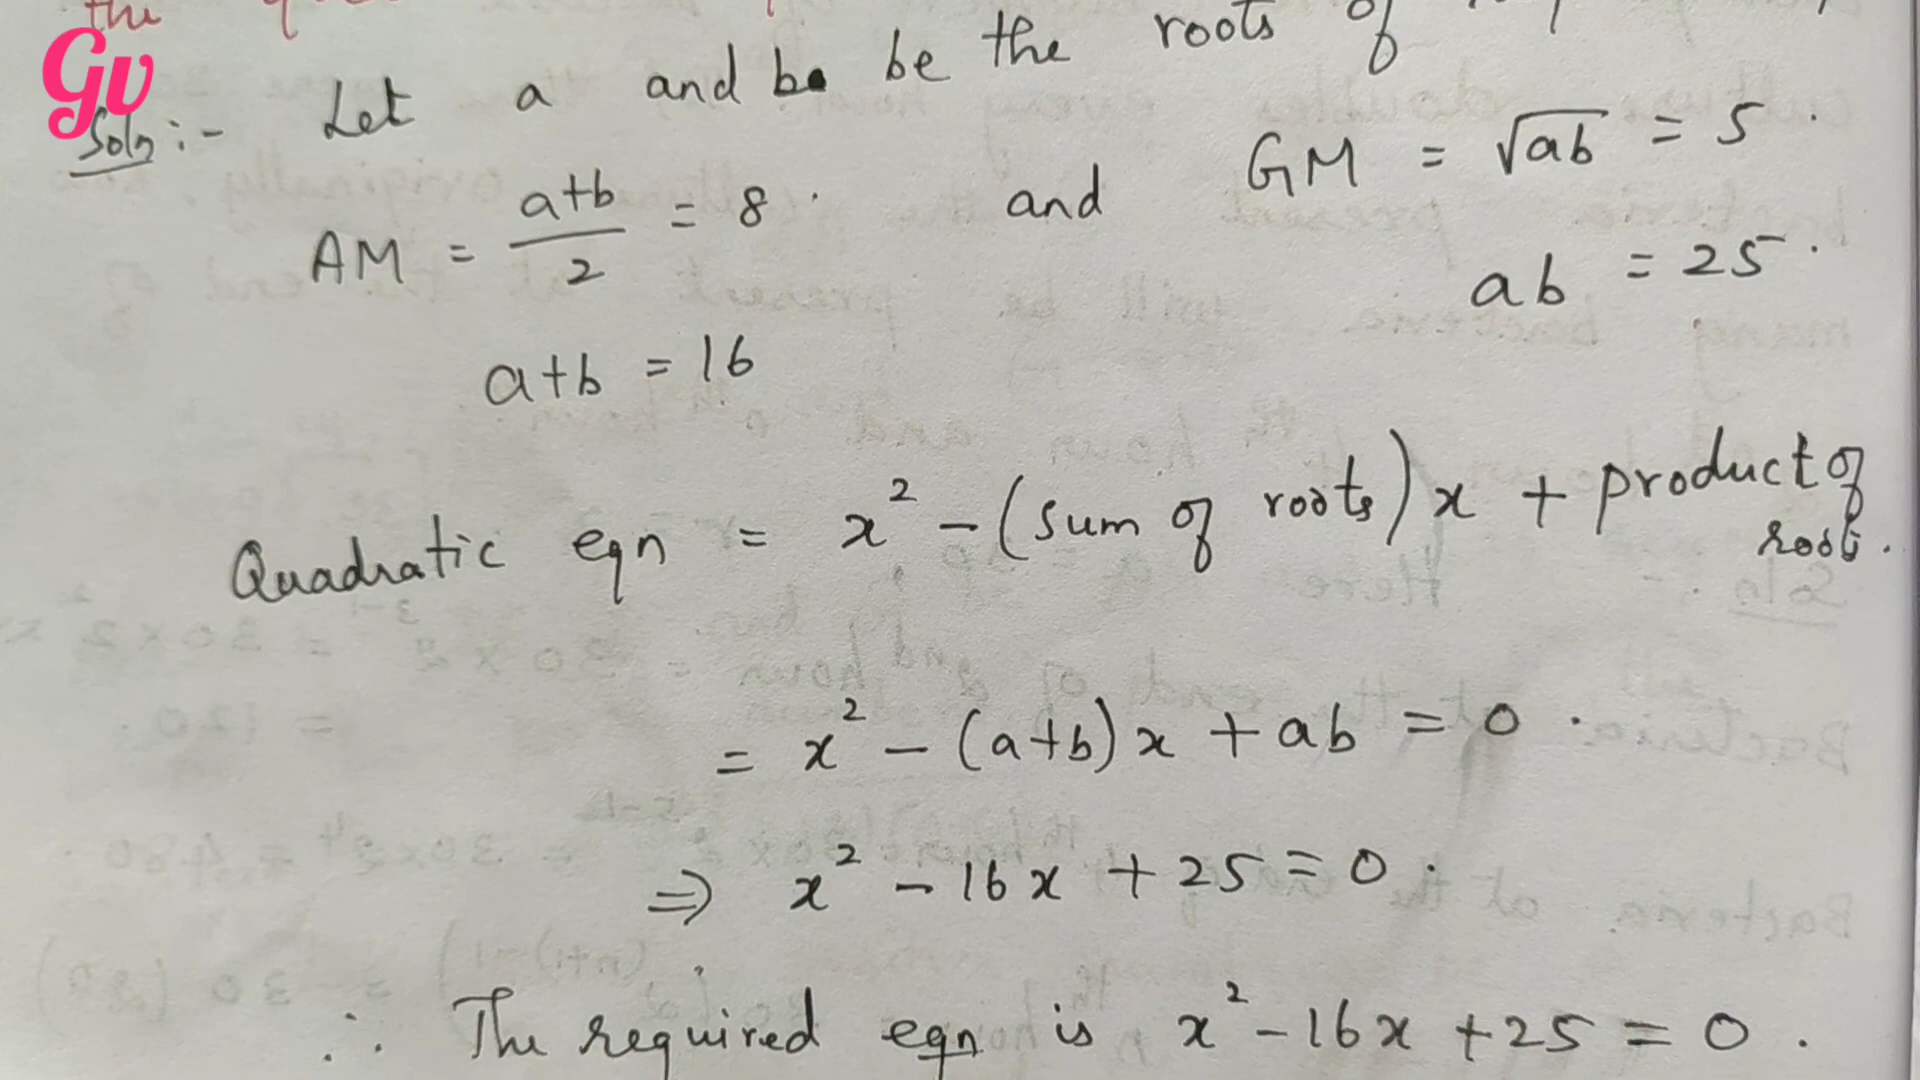 the
Gv
Soln :- Let a and b be the roots of
AM = a+b/2 = 8. and GM = √ab = 5.
a+b = 16 ab = 25.
Quadratic eqn = x² - (sum of roots) x + product of roots.
= x² - (a+b) x + ab = 0.
⇒ x² - 16x + 25 = 0.
∴ The required eqn is x² - 16x + 25 = 0.